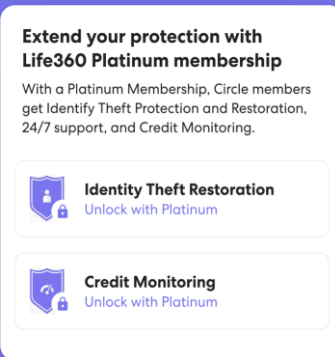 Extend your protection with
Life360 Platinum membership
With a Platinum Membership, Circle members
get Identify Theft Protection and Restoration,
24/7 support, and Credit Monitoring.
Identity Theft Restoration
Unlock with Platinum
Credit Monitoring
Unlock with Platinum